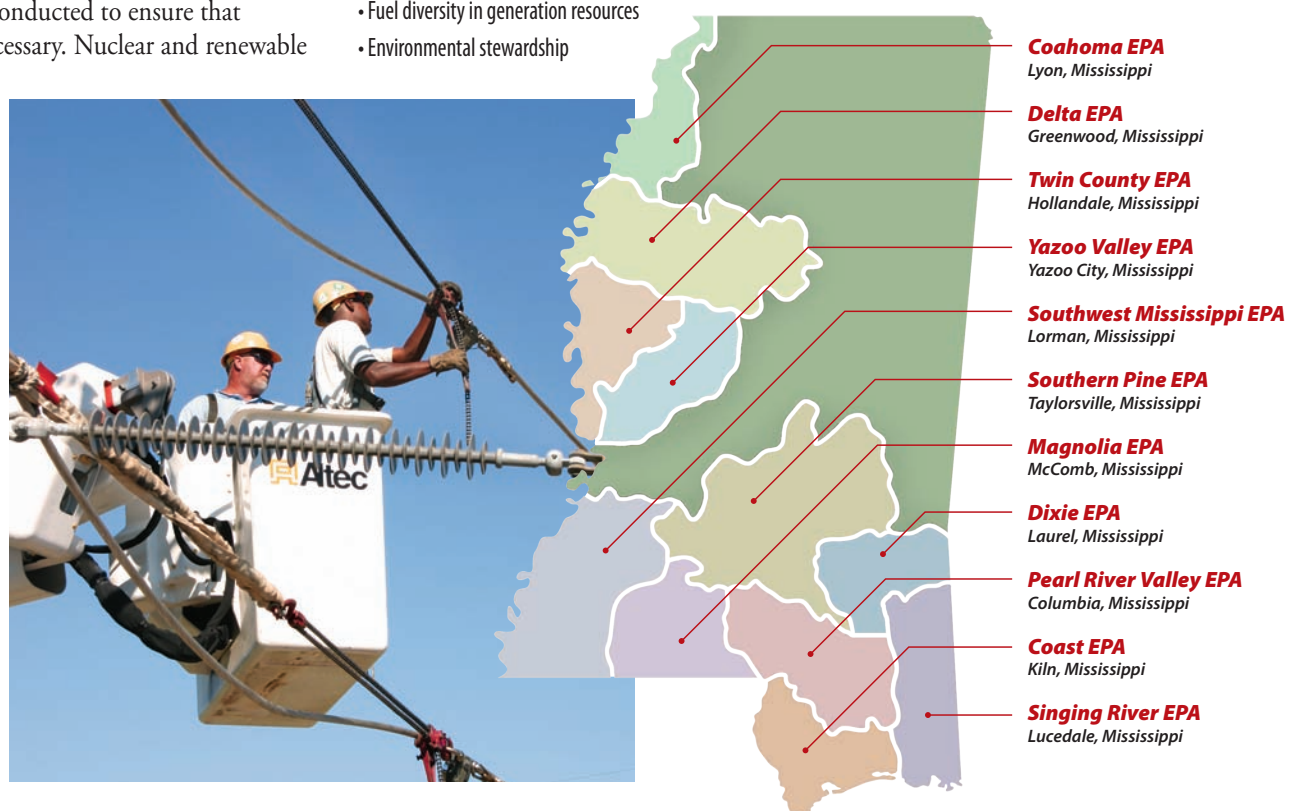 onducted to ensure that
cessary. Nuclear and renewable
• Fuel diversity in generation resources
• Environmental stewardship
Altec
Coahoma EPA
Lyon, Mississippi
Delta EPA
Greenwood, Mississippi
Twin County EPA
Hollandale, Mississippi
Yazoo Valley EPA
Yazoo City, Mississippi
Southwest Mississippi EPA
Lorman, Mississippi
Southern Pine EPA
Taylorsville, Mississippi
Magnolia EPA
McComb, Mississippi
Dixie EPA
Laurel, Mississippi
Pearl River Valley EPA
Columbia, Mississippi
Coast EPA
Kiln, Mississippi
Singing River EPA
Lucedale, Mississippi